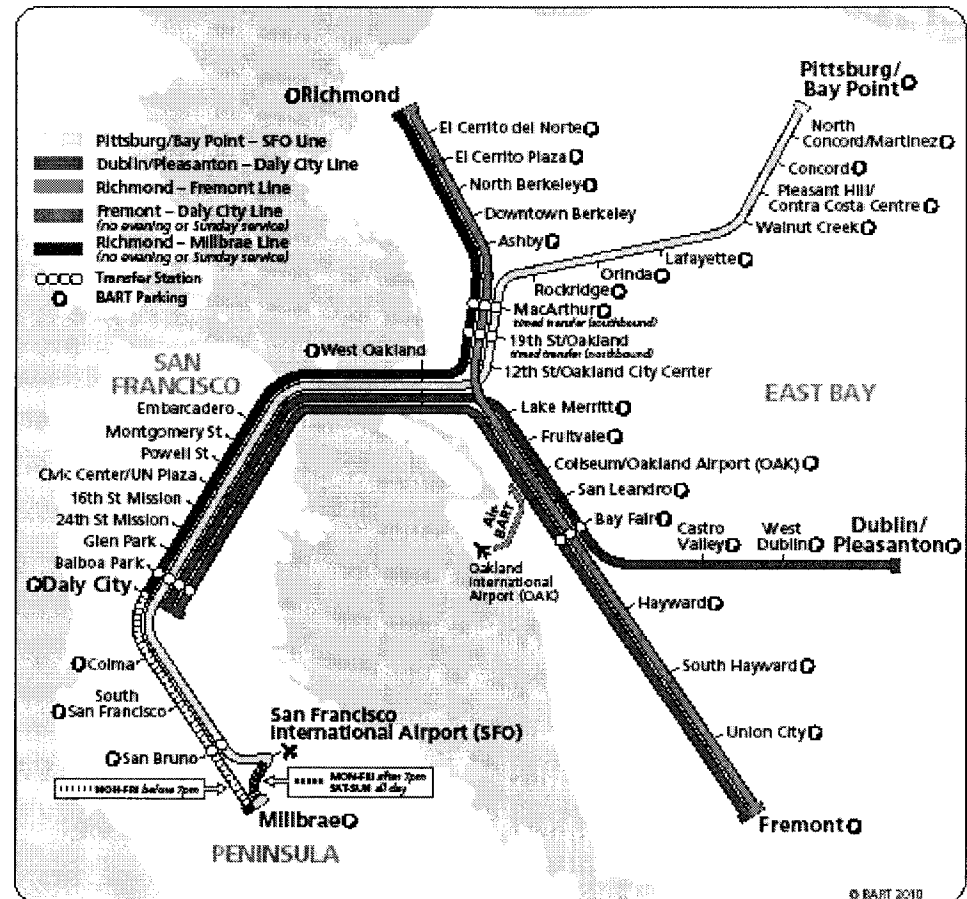 Richmond
Pittsburg/
Bay Point
Pittsburg/Bay Point – SFO Line
Dublin/Pleasanton – Daly City Line
Richmond – Fremont Line
Fremont – Daly City Line
(no evening or Sunday service)
Richmond – Millbrae Line
(no evening or Sunday service)
Transfer Station
BART Parking
El Cerrito del Norte
El Cerrito Plaza
North Berkeley
Downtown Berkeley
Ashby
North
Concord/Martinez
Concord
Pleasant Hill/
Contra Costa Centre
Walnut Creek
Lafayette
Orinda
Rockridge
MacArthur
timed transfer (southbound)
19th St/Oakland
timed transfer (northbound)
12th St/Oakland City Center
West Oakland
SAN
FRANCISCO
EAST BAY
Embarcadero
Montgomery St.
Powell St
Civic Center/UN Plaza
16th St Mission
24th St Mission
Glen Park
Balboa Park
Daly City
Lake Merritt
Fruitvale
Coliseum/Oakland Airport (OAK)
San Leandro
Bay Fair
Air-
BART
Oakland
International
Airport (OAK)
Castro
Valley
West
Dublin
Dublin/
Pleasanton
Hayward
South Hayward
Union City
Fremont
Colma
South
San Francisco
San Bruno
San Francisco
International Airport (SFO)
MON-FRI before 7pm
MON-FRI after 7pm
SAT-SUN all day
Millbrae
PENINSULA
© BART 2010